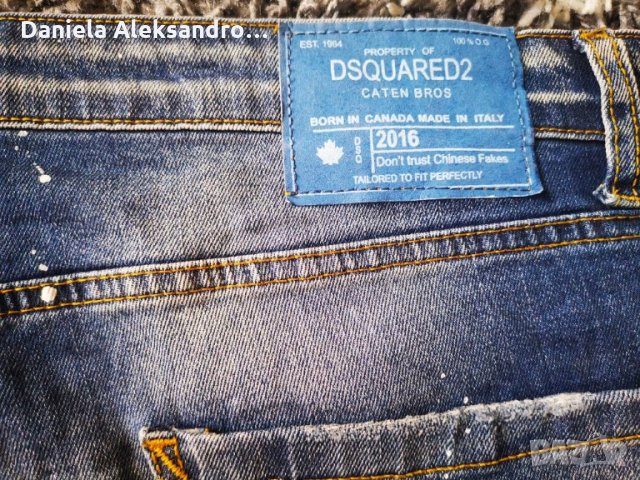 Daniela Aleksandro...
EST. 1964
PROPERTY OF
100% D.G.
DSQUARED2
CATEN BROS
BORN IN CANADA MADE IN ITALY
DSQ
2016
Don't trust Chinese Fakes
TAILORED TO FIT PERFECTLY